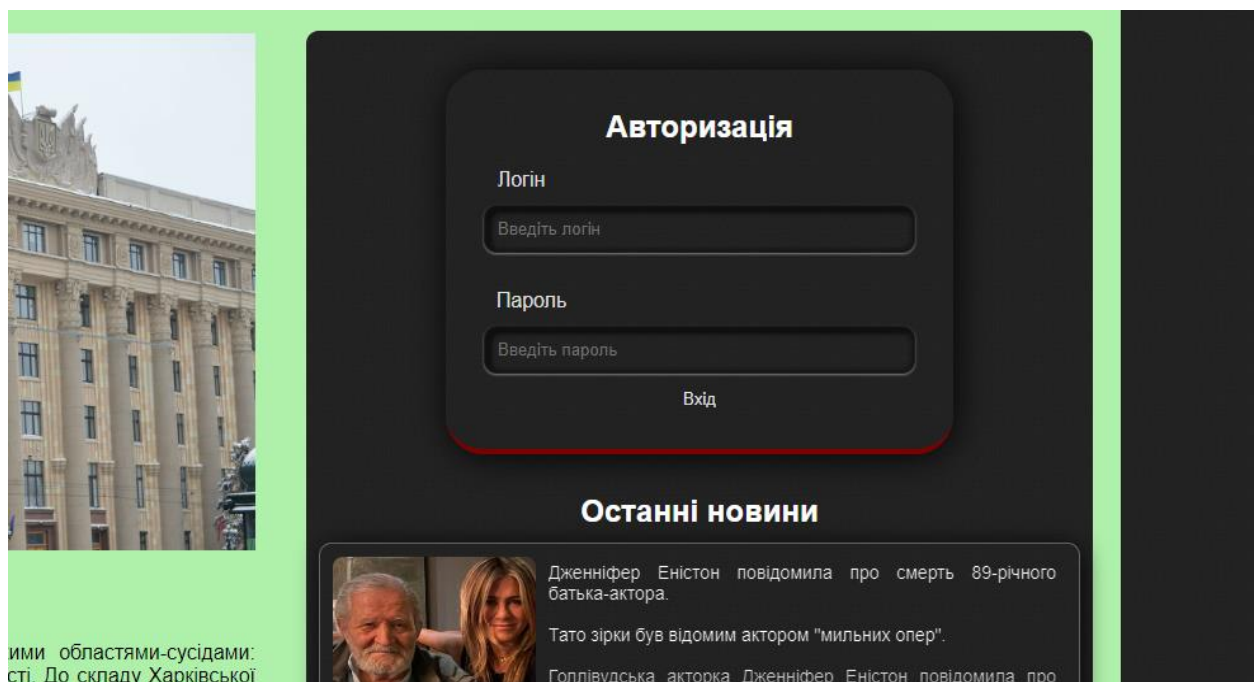 Авторизація
Логін
Введіть логін
Пароль
Введіть пароль
Вхід
Останні новини
Дженніфер Еністон повідомила про смерть 89-річного
батька-актора.
Тато зірки був відомим актором "мильних опер".
Голлівудська акторка Дженніфер Еністон повідомила про
ими областями-сусідами:
сті. До складу Харківської